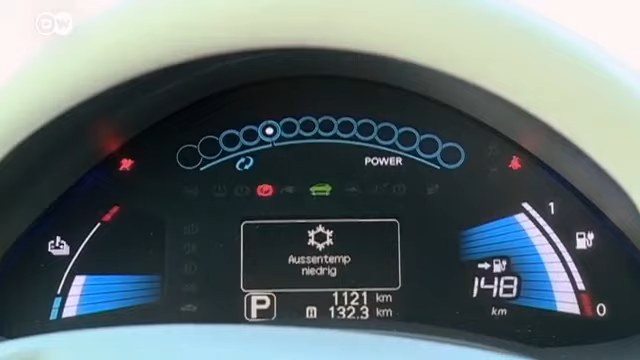 DW
POWER
1
Aussentemp
niedrig
148
km
0
P
1121 km
m 132.3 km